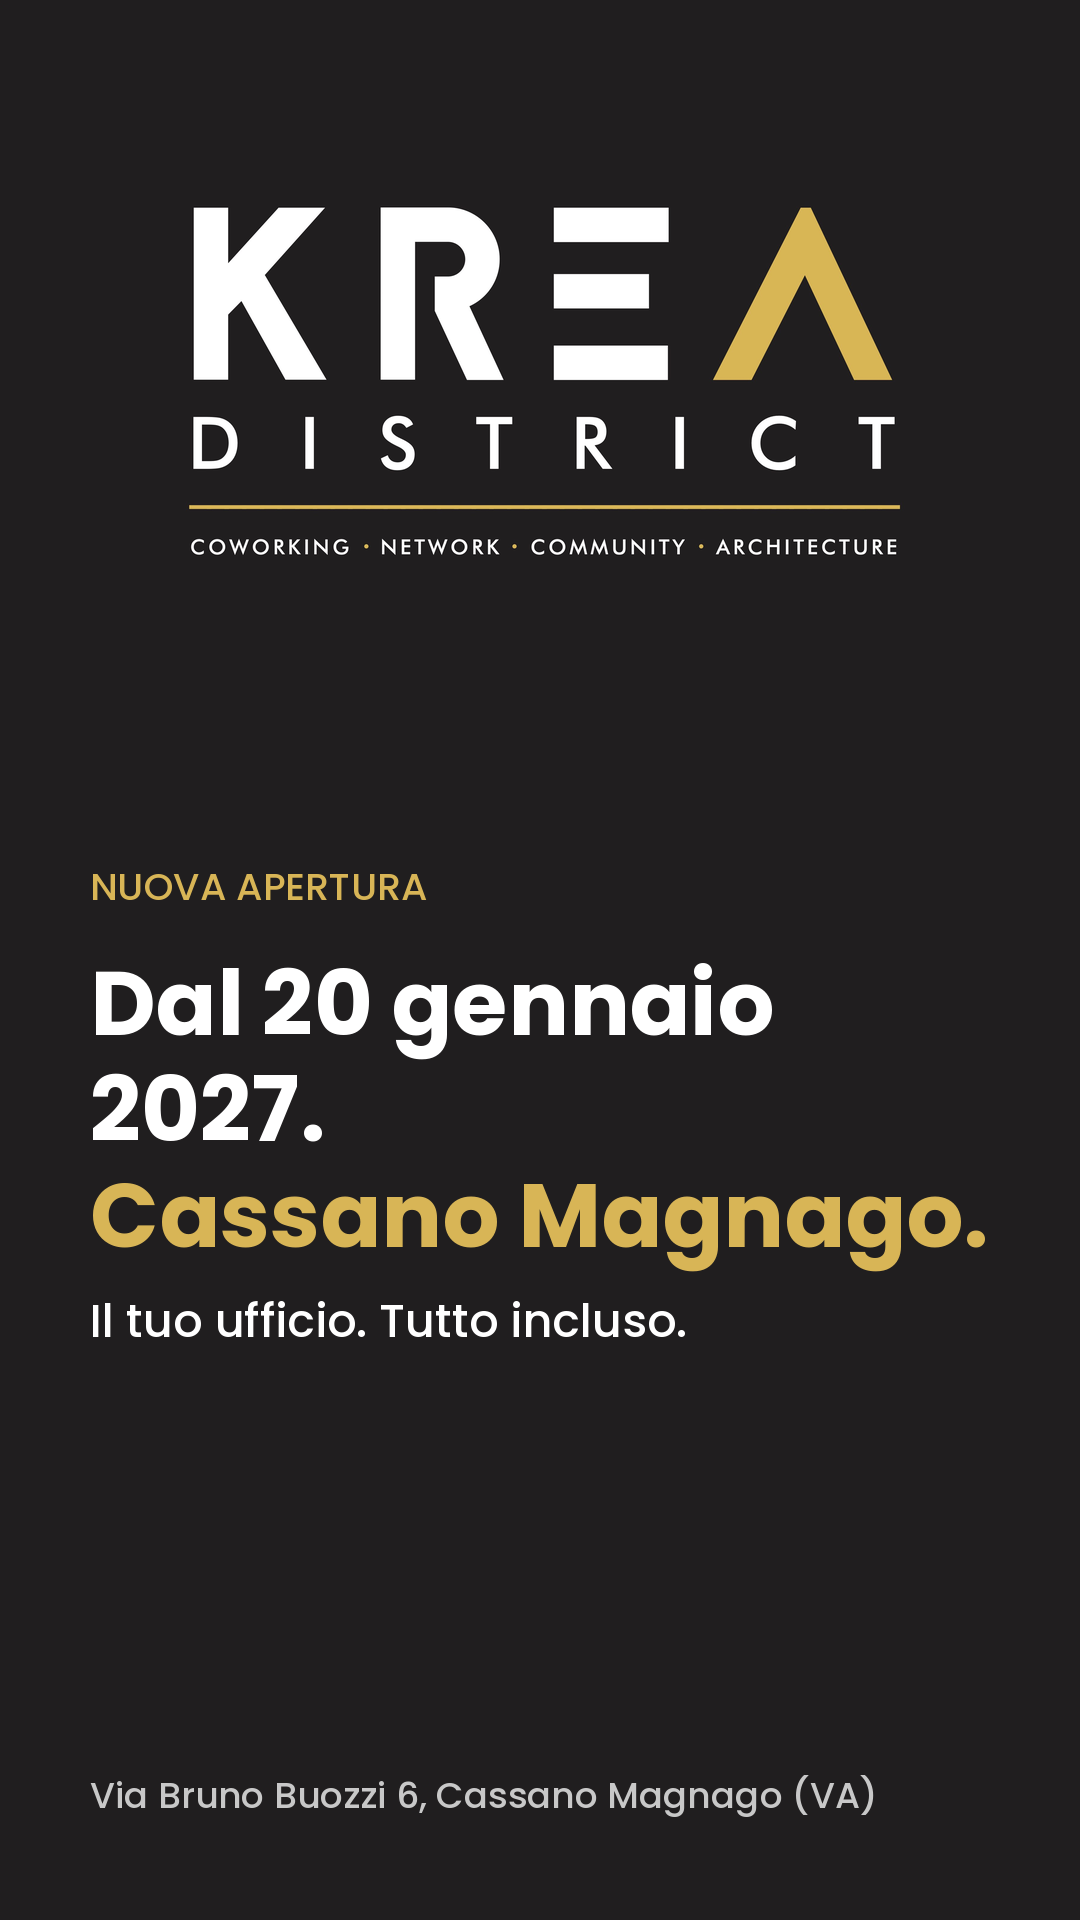 KREA
DISTRICT
COWORKING • NETWORK • COMMUNITY • ARCHITECTURE
NUOVA APERTURA
Dal 20 gennaio
2027.
Cassano Magnago.
Il tuo ufficio. Tutto incluso.
Via Bruno Buozzi 6, Cassano Magnago (VA)